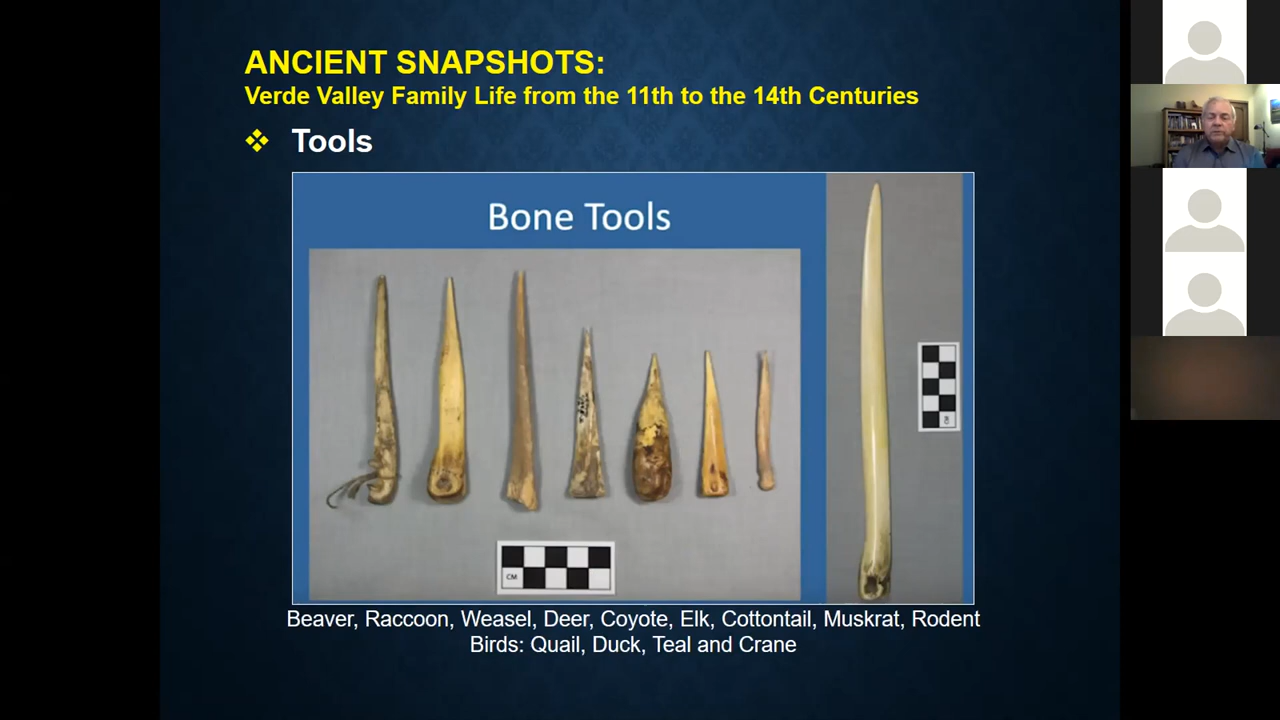 ANCIENT SNAPSHOTS:
Verde Valley Family Life from the 11th to the 14th Centuries
Tools
Bone Tools
CM
CM
Beaver, Raccoon, Weasel, Deer, Coyote, Elk, Cottontail, Muskrat, Rodent
Birds: Quail, Duck, Teal and Crane